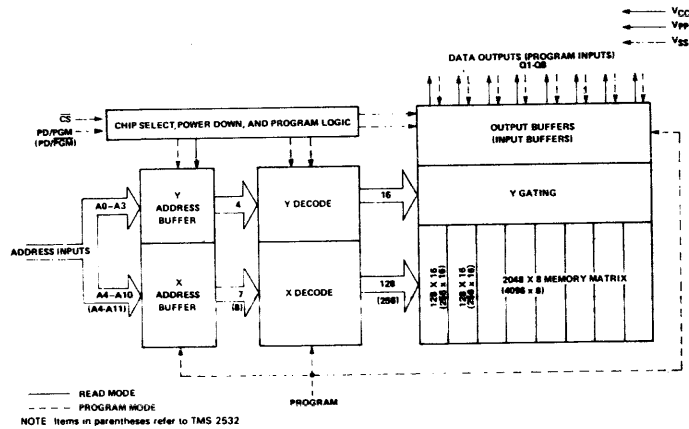 VCC
VPP
VSS
DATA OUTPUTS (PROGRAM INPUTS)
Q1-Q8
CS
PD/PGM
(PD/PGM)
CHIP SELECT, POWER DOWN, AND PROGRAM LOGIC
OUTPUT BUFFERS
(INPUT BUFFERS)
A0-A3
Y
ADDRESS
BUFFER
4
Y DECODE
16
Y GATING
ADDRESS INPUTS
A4-A10
(A4-A11)
X
ADDRESS
BUFFER
7
(8)
X DECODE
128
(256)
128 X 16
(256 x 16)
128 X 16
(256 x 16)
2048 X 8 MEMORY MATRIX
(4096 x 8)
READ MODE
PROGRAM MODE
PROGRAM
NOTE Items in parentheses refer to TMS 2532